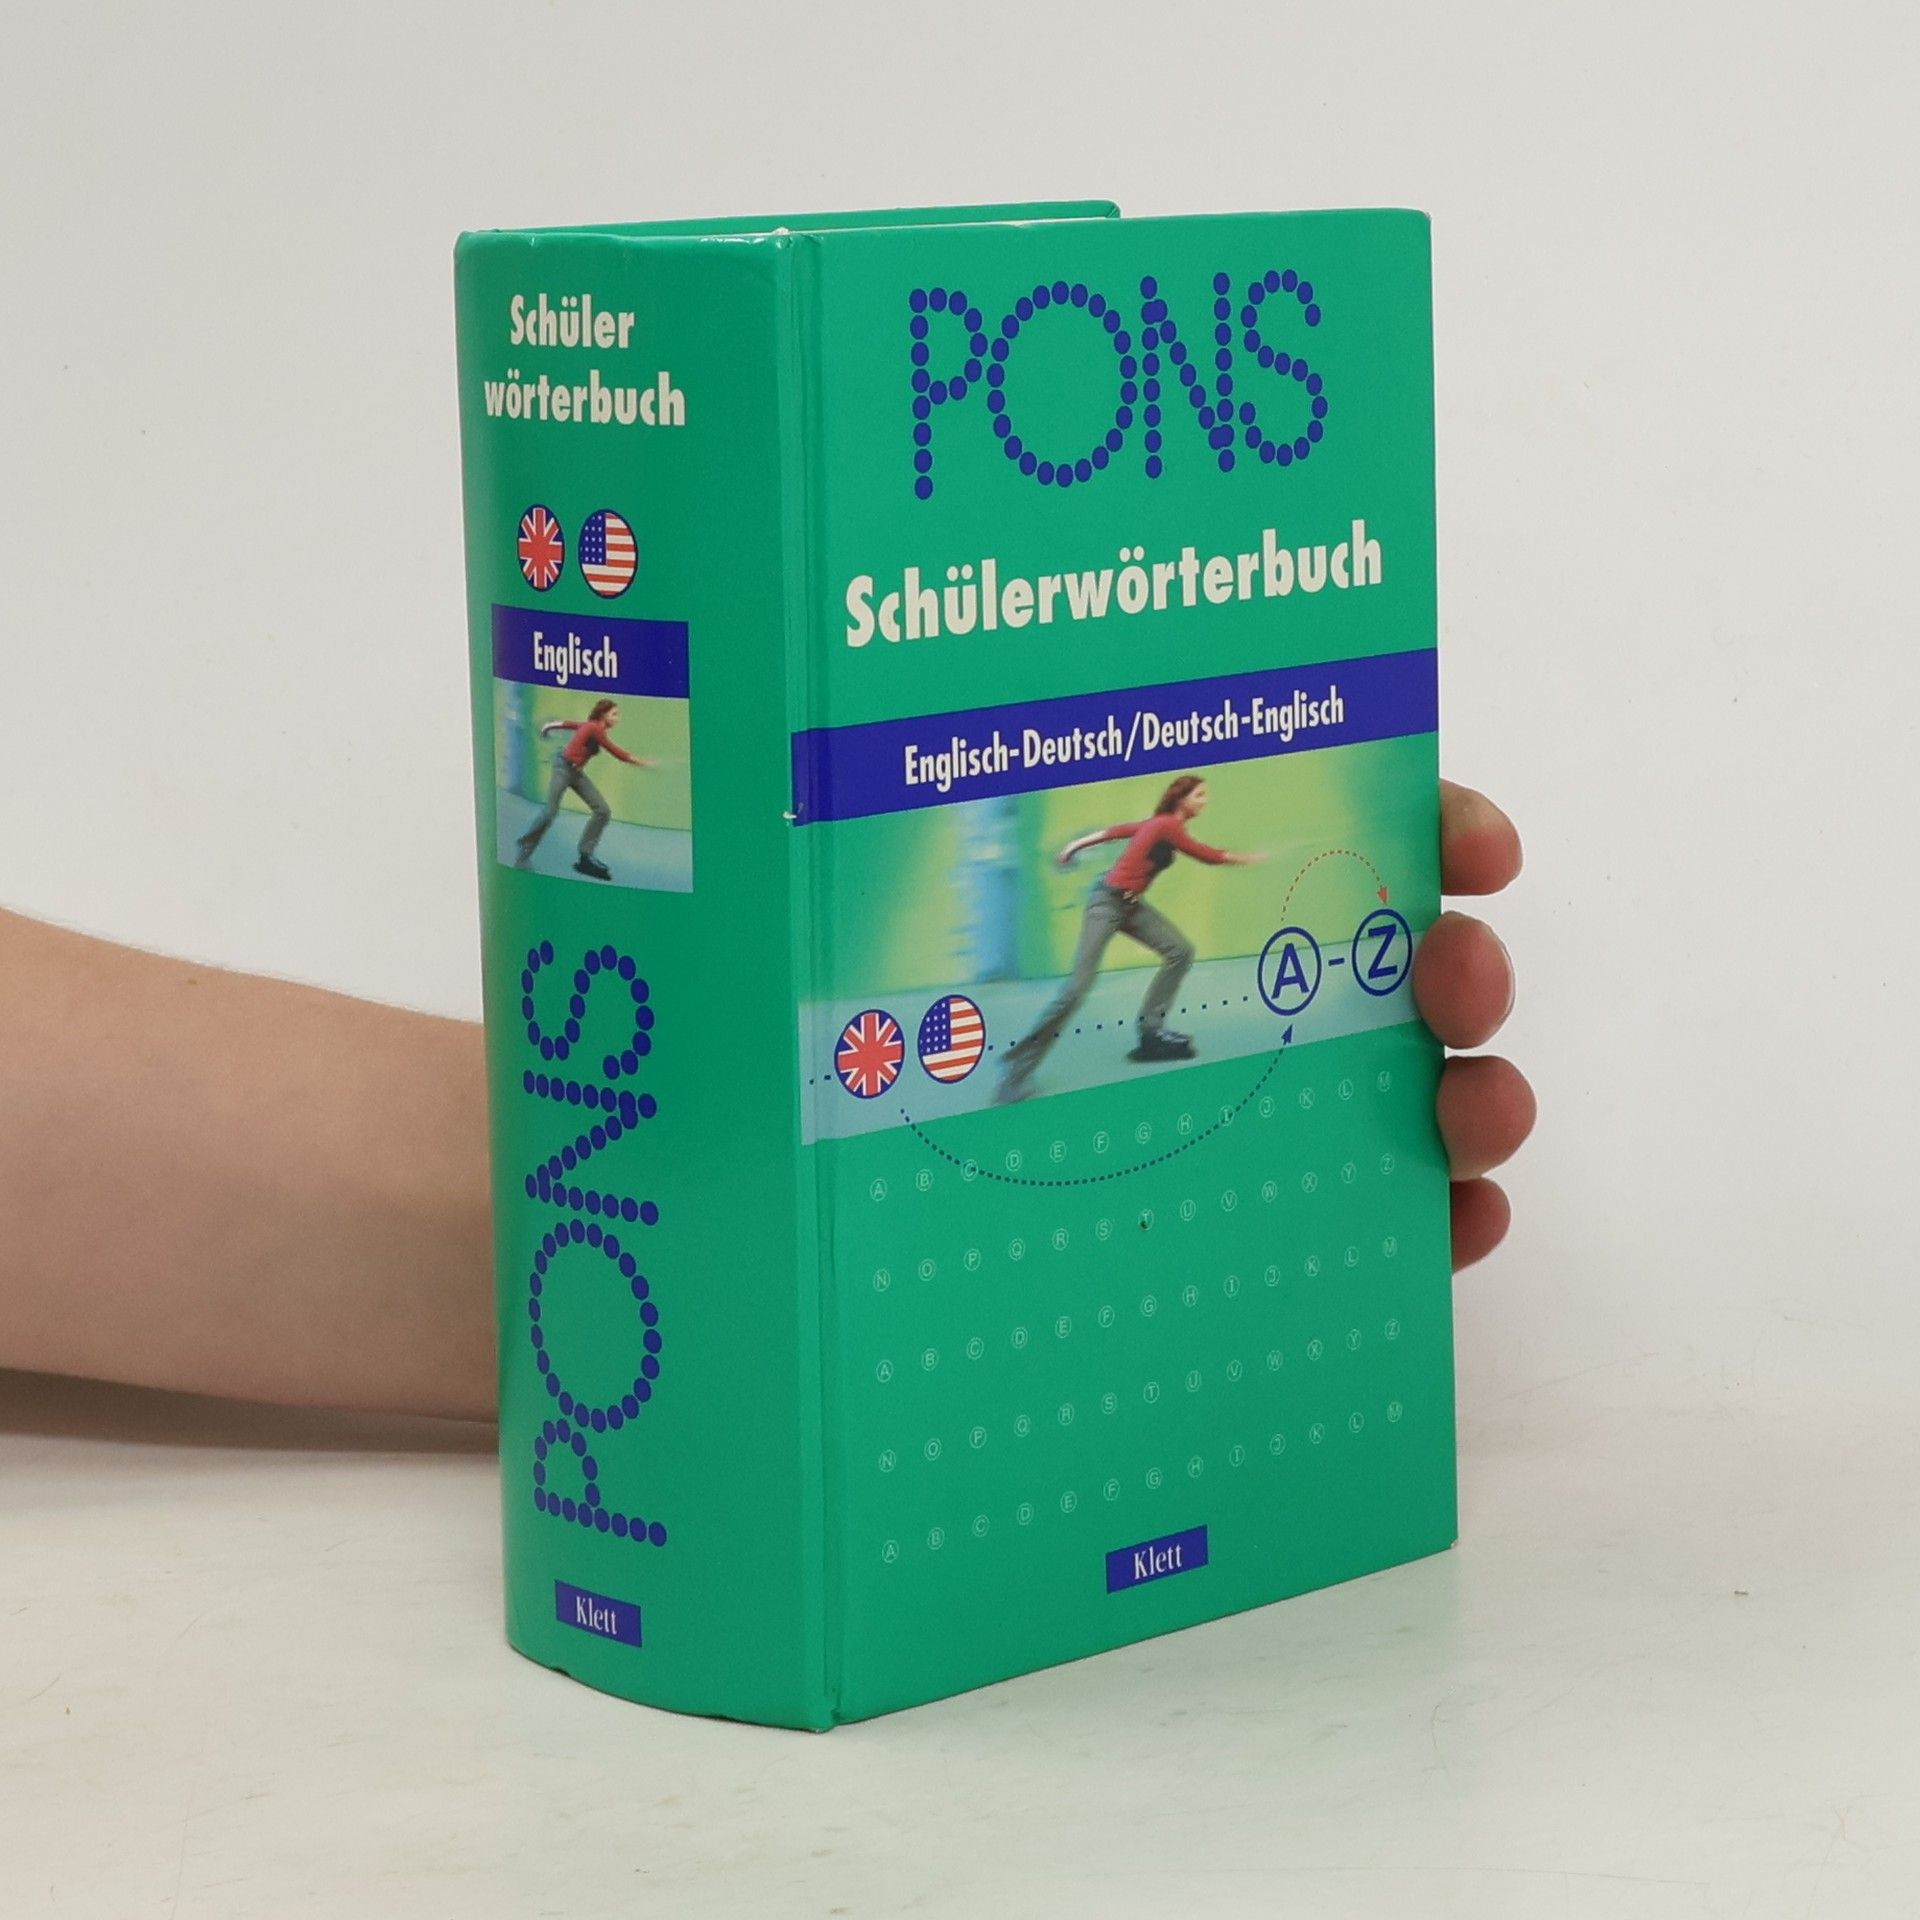 Schüler
wörterbuch
Englisch
PONS
Klett
PONS
Schülerwörterbuch
Englisch-Deutsch/Deutsch-Englisch
A-Z
A B C D E F G H I J K L M
N O P Q R S T U V W X Y Z
A B C D E F G H I J K L M
N O P Q R S T U V W X Y Z
A B C D E F G H I J K L M
Klett